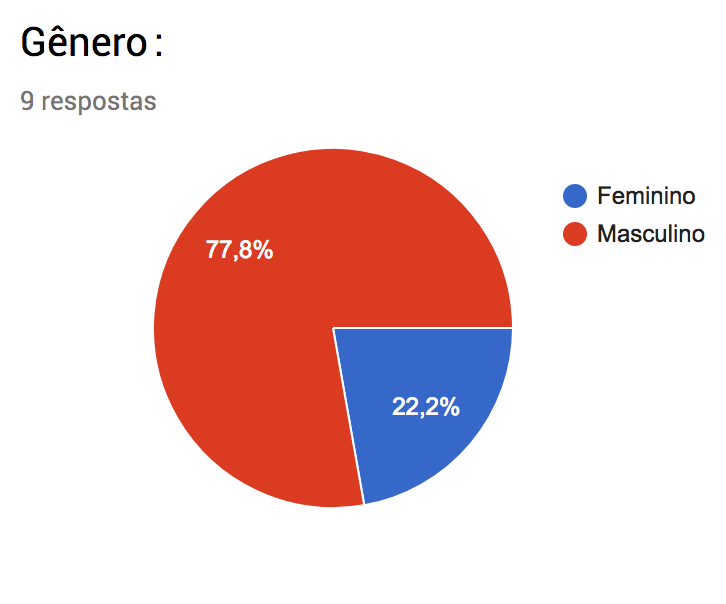 Gênero :
9 respostas
Feminino
Masculino
77,8%
22,2%